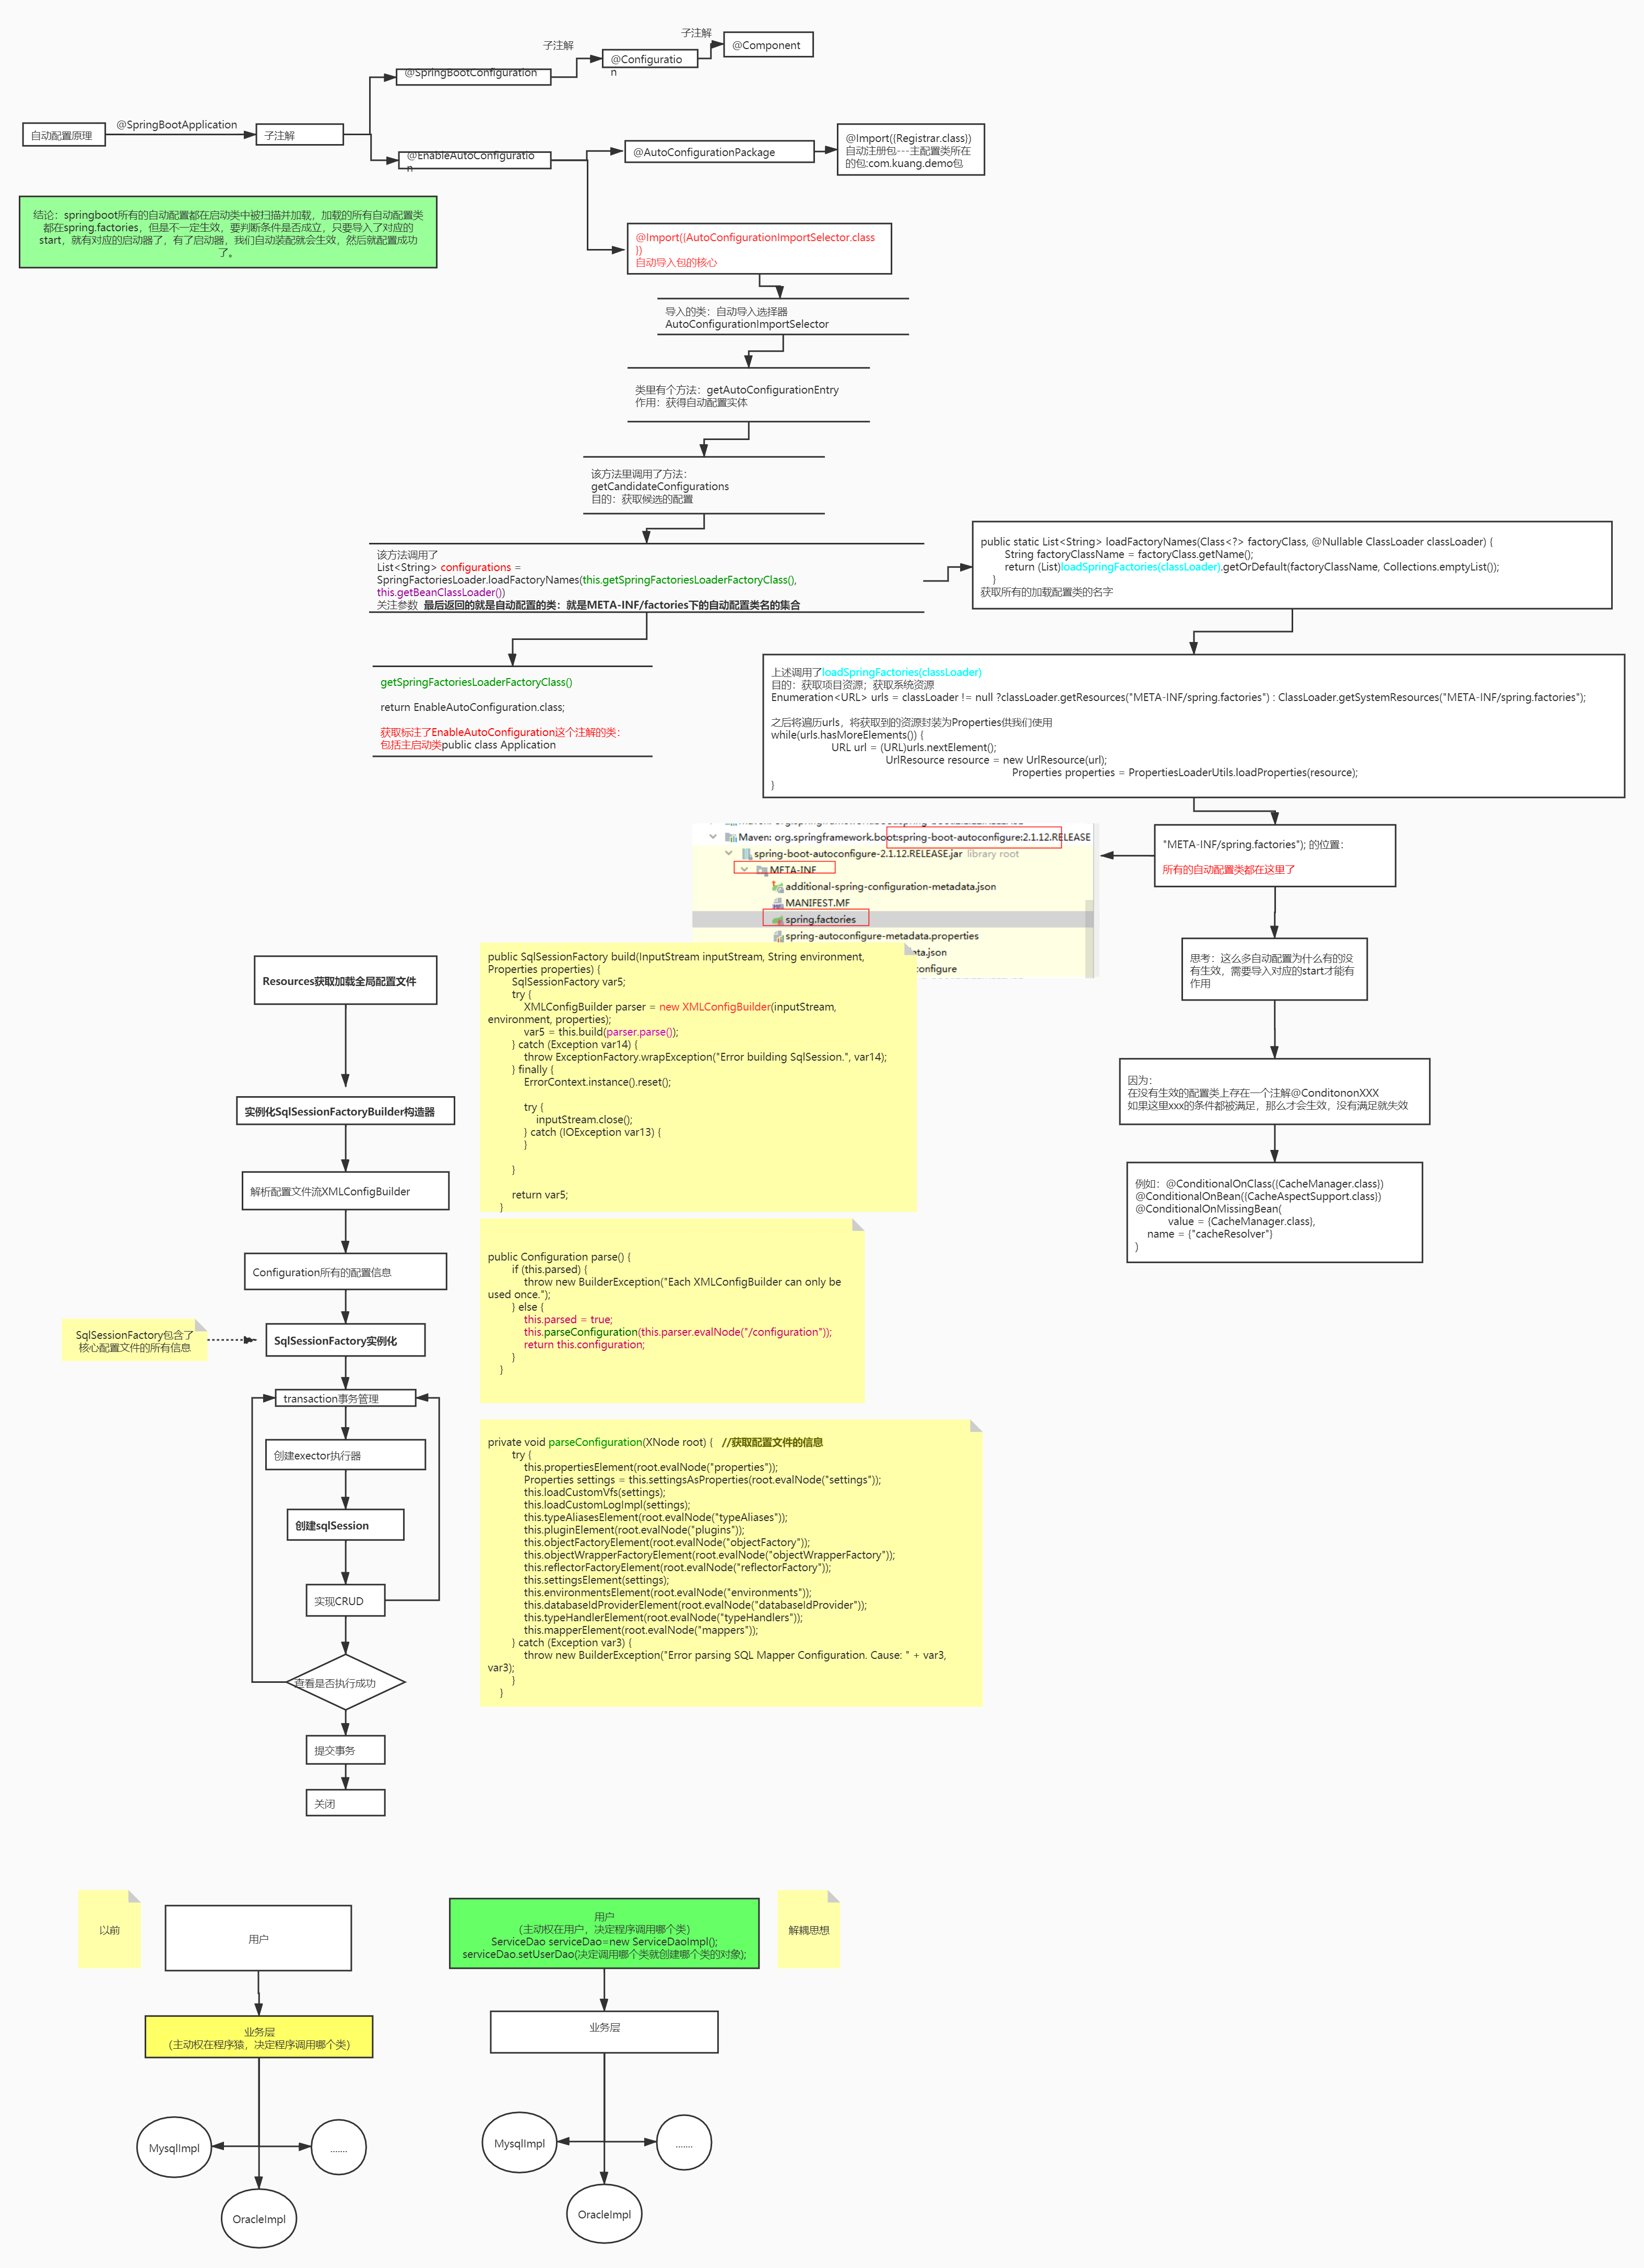 子注解
@Component
子注解
@Configuratio
n
@SpringBootConfiguration
自动配置原理
@SpringBootApplication
子注解
@EnableAutoConfiguratio
n
@AutoConfigurationPackage
@Import({Registrar.class})
自动注册包---主配置类所在
的包:com.kuang.demo包
结论：springboot所有的自动配置都在启动类中被扫描并加载，加载的所有自动配置类
都在spring.factories，但是不一定生效，要判断条件是否成立，只要导入了对应的
start，就有对应的启动器了，有了启动器，我们自动装配就会生效，然后就配置成功
了。
@Import({AutoConfigurationImportSelector.class
})
自动导入包的核心
导入的类：自动导入选择器
AutoConfigurationImportSelector
类里有个方法：getAutoConfigurationEntry
作用：获得自动配置实体
该方法里调用了方法：
getCandidateConfigurations
目的：获取候选的配置
该方法调用了
List<String> configurations =
SpringFactoriesLoader.loadFactoryNames(this.getSpringFactoriesLoaderFactoryClass(),
this.getBeanClassLoader())
关注参数  最后返回的就是自动配置的类：就是META-INF/factories下的自动配置类名的集合
public static List<String> loadFactoryNames(Class<?> factoryClass, @Nullable ClassLoader classLoader) {
String factoryClassName = factoryClass.getName();
return (List)loadSpringFactories(classLoader).getOrDefault(factoryClassName, Collections.emptyList());
}
获取所有的加载配置类的名字
getSpringFactoriesLoaderFactoryClass()
return EnableAutoConfiguration.class;
获取标注了EnableAutoConfiguration这个注解的类：
包括主启动类public class Application
上述调用了loadSpringFactories(classLoader)
目的：获取项目资源；获取系统资源
Enumeration<URL> urls = classLoader != null ?classLoader.getResources("META-INF/spring.factories") : ClassLoader.getSystemResources("META-INF/spring.factories");
之后将遍历urls，将获取到的资源封装为Properties供我们使用
while(urls.hasMoreElements()) {
URL url = (URL)urls.nextElement();
UrlResource resource = new UrlResource(url);
Properties properties = PropertiesLoaderUtils.loadProperties(resource);
}
Maven: org.springframework.boot:spring-boot-autoconfigure:2.1.12.RELEASE
spring-boot-autoconfigure-2.1.12.RELEASE.jar library root
META-INF
additional-spring-configuration-metadata.json
MANIFEST.MF
spring.factories
spring-autoconfigure-metadata.properties
ata.json
configure
"META-INF/spring.factories"); 的位置：
所有的自动配置类都在这里了
思考：这么多自动配置为什么有的没
有生效，需要导入对应的start才能有
作用
因为：
在没有生效的配置类上存在一个注解@ConditononXXX
如果这里xxx的条件都被满足，那么才会生效，没有满足就失效
例如：@ConditionalOnClass({CacheManager.class})
@ConditionalOnBean({CacheAspectSupport.class})
@ConditionalOnMissingBean(
value = {CacheManager.class},
name = {"cacheResolver"}
)
Resources获取加载全局配置文件
实例化SqlSessionFactoryBuilder构造器
解析配置文件流XMLConfigBuilder
Configuration所有的配置信息
SqlSessionFactory包含了
核心配置文件的所有信息
SqlSessionFactory实例化
transaction事务管理
创建exector执行器
创建sqlSession
实现CRUD
查看是否执行成功
提交事务
关闭
public SqlSessionFactory build(InputStream inputStream, String environment,
Properties properties) {
SqlSessionFactory var5;
try {
XMLConfigBuilder parser = new XMLConfigBuilder(inputStream,
environment, properties);
var5 = this.build(parser.parse());
} catch (Exception var14) {
throw ExceptionFactory.wrapException("Error building SqlSession.", var14);
} finally {
ErrorContext.instance().reset();
try {
inputStream.close();
} catch (IOException var13) {
}
}
return var5;
}
public Configuration parse() {
if (this.parsed) {
throw new BuilderException("Each XMLConfigBuilder can only be
used once.");
} else {
this.parsed = true;
this.parseConfiguration(this.parser.evalNode("/configuration"));
return this.configuration;
}
}
private void parseConfiguration(XNode root) {   //获取配置文件的信息
try {
this.propertiesElement(root.evalNode("properties"));
Properties settings = this.settingsAsProperties(root.evalNode("settings"));
this.loadCustomVfs(settings);
this.loadCustomLogImpl(settings);
this.typeAliasesElement(root.evalNode("typeAliases"));
this.pluginElement(root.evalNode("plugins"));
this.objectFactoryElement(root.evalNode("objectFactory"));
this.objectWrapperFactoryElement(root.evalNode("objectWrapperFactory"));
this.reflectorFactoryElement(root.evalNode("reflectorFactory"));
this.settingsElement(settings);
this.environmentsElement(root.evalNode("environments"));
this.databaseIdProviderElement(root.evalNode("databaseIdProvider"));
this.typeHandlerElement(root.evalNode("typeHandlers"));
this.mapperElement(root.evalNode("mappers"));
} catch (Exception var3) {
throw new BuilderException("Error parsing SQL Mapper Configuration. Cause: " + var3,
var3);
}
}
以前
用户
业务层
(主动权在程序猿，决定程序调用哪个类)
MysqlImpl
.......
OracleImpl
用户
(主动权在用户，决定程序调用哪个类)
ServiceDao serviceDao=new ServiceDaoImpl();
serviceDao.setUserDao(决定调用哪个类就创建哪个类的对象);
解耦思想
业务层
MysqlImpl
.......
OracleImpl